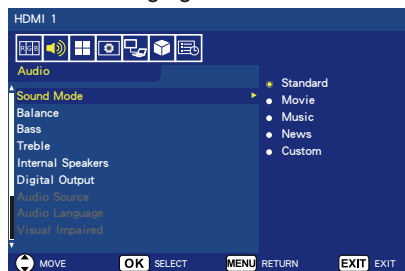 HDMI 1
RGB
Audio
Sound Mode
Balance
Bass
Treble
Internal Speakers
Digital Output
Audio Source
Audio Language
Visual Impaired
Standard
Movie
Music
News
Custom
MOVE OK SELECT MENU RETURN EXIT EXIT